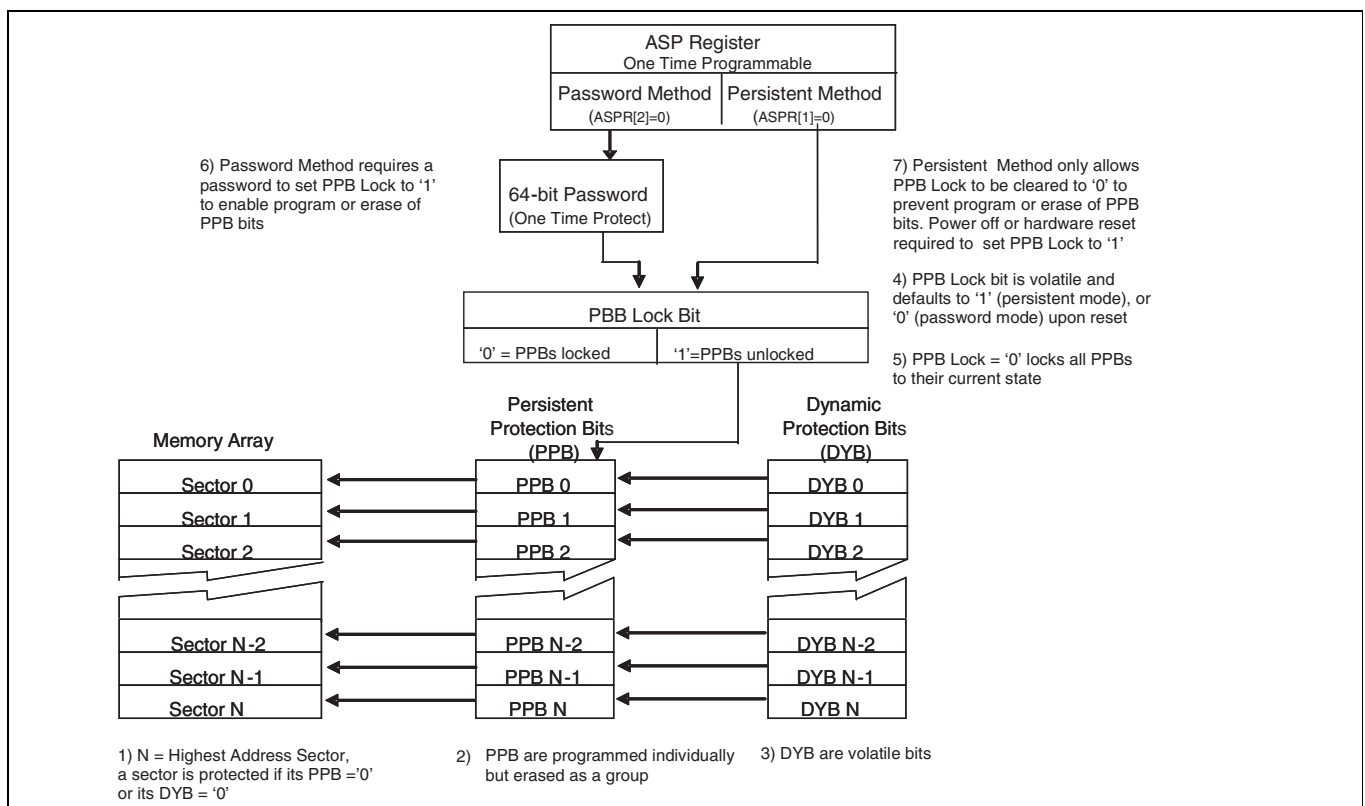 ASP Register
One Time Programmable
Password Method
(ASPR[2]=0)
Persistent Method
(ASPR[1]=0)
6) Password Method requires a
password to set PPB Lock to ‘1’
to enable program or erase of
PPB bits
64-bit Password
(One Time Protect)
7) Persistent Method only allows
PPB Lock to be cleared to ‘0’ to
prevent program or erase of PPB
bits. Power off or hardware reset
required to set PPB Lock to ‘1’
4) PPB Lock bit is volatile and
defaults to ‘1’ (persistent mode), or
‘0’ (password mode) upon reset
PBB Lock Bit
‘0’ = PPBs locked
‘1’=PPBs unlocked
5) PPB Lock = ‘0’ locks all PPBs
to their current state
Memory Array
Persistent
Protection Bits
(PPB)
Dynamic
Protection Bits
(DYB)
Sector 0
PPB 0
DYB 0
Sector 1
PPB 1
DYB 1
Sector 2
PPB 2
DYB 2
Sector N-2
PPB N-2
DYB N-2
Sector N-1
PPB N-1
DYB N-1
Sector N
PPB N
DYB N
1) N = Highest Address Sector,
a sector is protected if its PPB =‘0’
or its DYB = ‘0’
2) PPB are programmed individually
but erased as a group
3) DYB are volatile bits